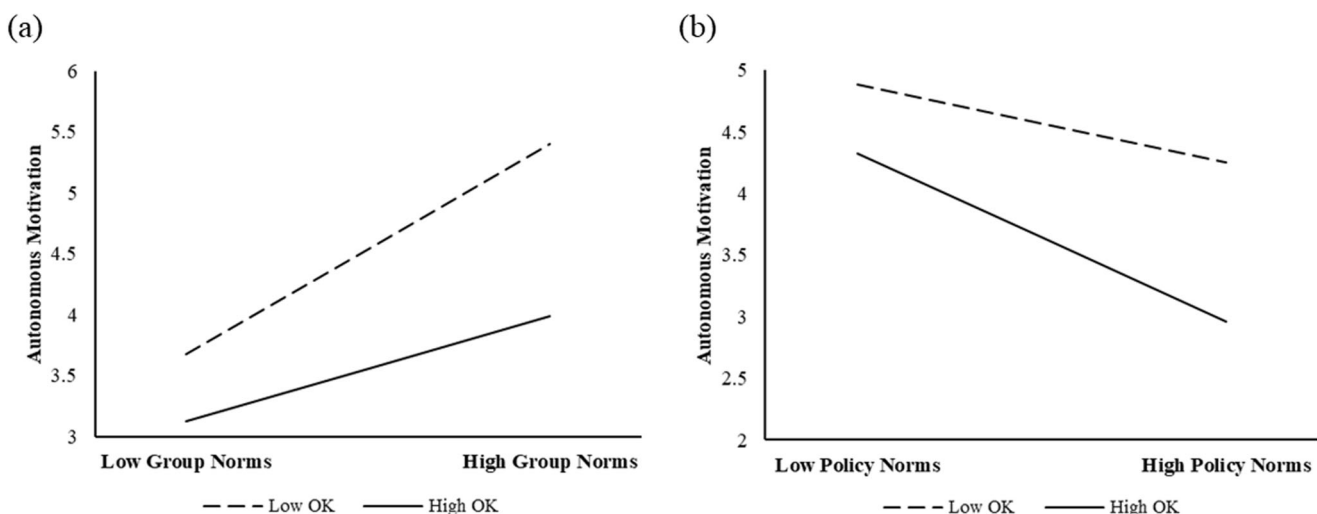 (a)
6
5.5
5
4.5
4
3.5
3
Autonomous Motivation
Low Group Norms High Group Norms
Low OK High OK
(b)
5
4.5
4
3.5
3
2.5
2
Autonomous Motivation
Low Policy Norms High Policy Norms
Low OK High OK